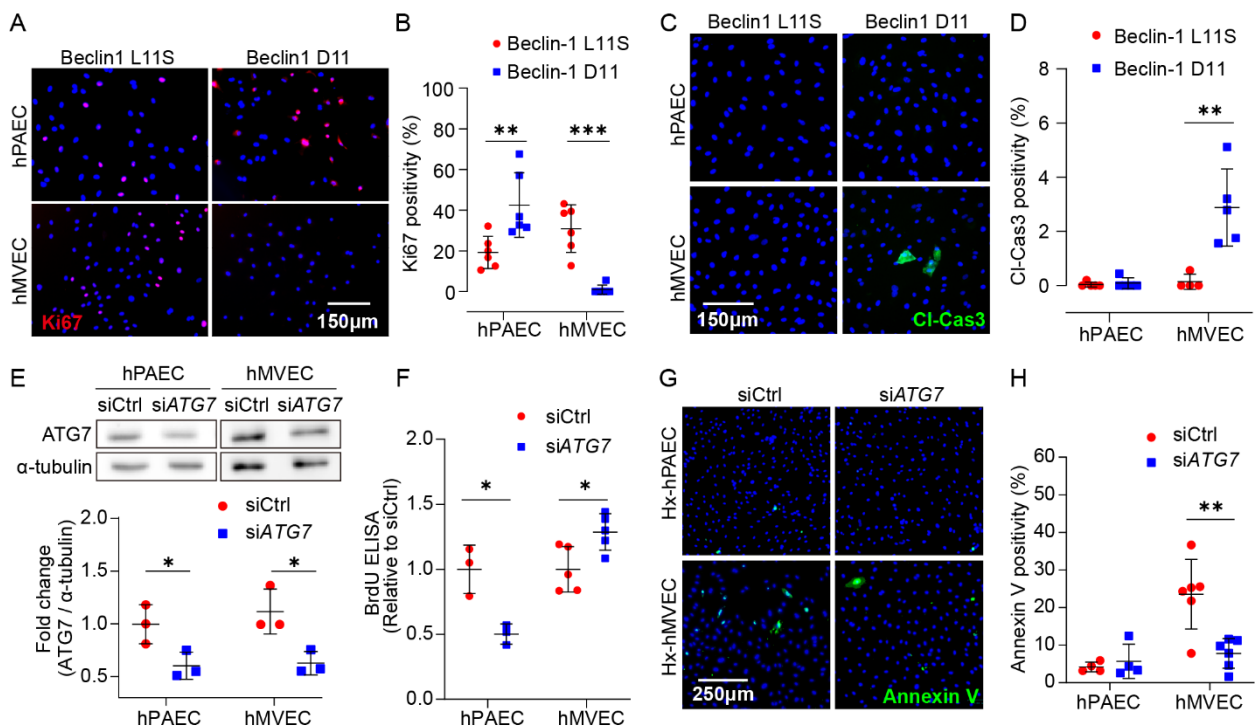 A
Beclin1 L11S
Beclin1 D11
hPAEC
hMVEC
Ki67
150µm
B
Beclin-1 L11S
Beclin-1 D11
Ki67 positivity (%)
100
80
60
40
20
0
**
***
hPAEC
hMVEC
C
Beclin1 L11S
Beclin1 D11
hPAEC
hMVEC
150µm
Cl-Cas3
D
Beclin-1 L11S
Beclin-1 D11
Cl-Cas3 positivity (%)
8
6
4
2
0
**
hPAEC
hMVEC
E
hPAEC
hMVEC
siCtrl
siATG7
siCtrl
siATG7
ATG7
α-tubulin
siCtrl
siATG7
Fold change
(ATG7 / α-tubulin)
2.0
1.5
1.0
0.5
*
*
hPAEC
hMVEC
F
siCtrl
siATG7
BrdU ELISA
(Relative to siCtrl)
2.0
1.5
1.0
0.5
0.0
*
*
hPAEC
hMVEC
G
siCtrl
siATG7
Hx-hPAEC
Hx-hMVEC
250µm
Annexin V
H
siCtrl
siATG7
Annexin V positivity (%)
60
50
40
30
20
10
0
**
hPAEC
hMVEC